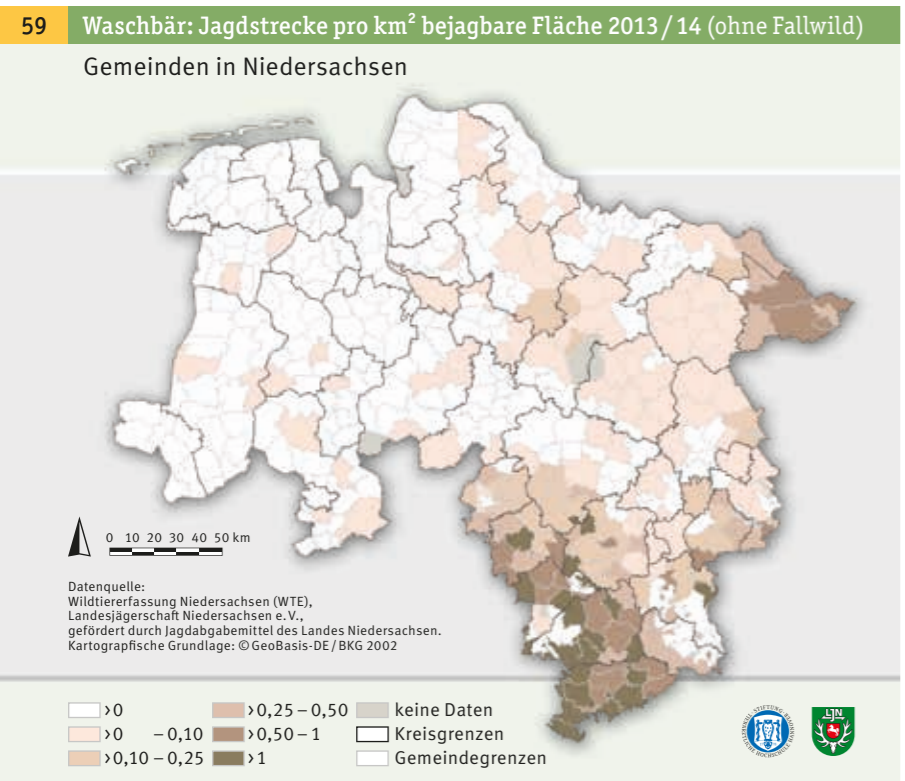 59 Waschbär: Jagdstrecke pro km² bejagbare Fläche 2013 / 14 (ohne Fallwild)
Gemeinden in Niedersachsen
0 10 20 30 40 50 km
Datenquelle:
Wildtiererfassung Niedersachsen (WTE),
Landesjägerschaft Niedersachsen e. V.,
gefördert durch Jagdabgabemittel des Landes Niedersachsen.
Kartografische Grundlage: © GeoBasis-DE / BKG 2002
>0 >0,25 – 0,50 keine Daten
>0 – 0,10 >0,50 – 1 Kreisgrenzen
>0,10 – 0,25 >1 Gemeindegrenzen
LJN